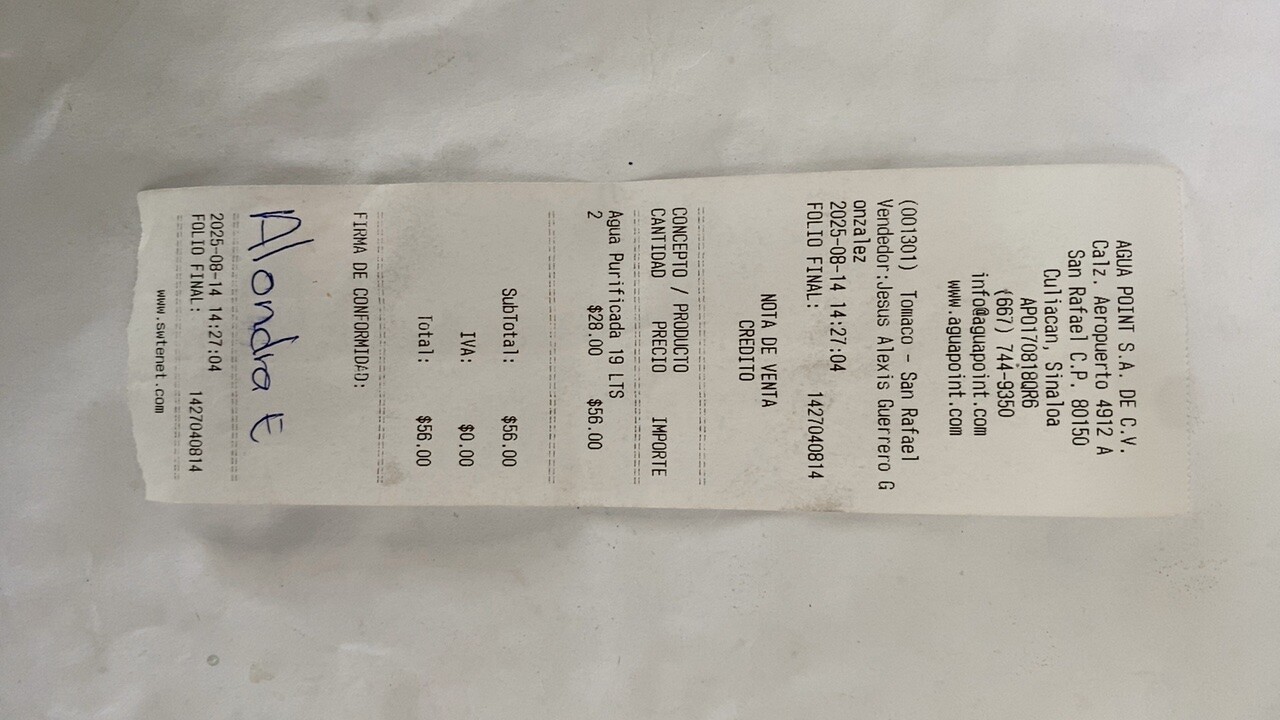 AGUA POINT S.A. DE C.V.
Calz. Aeropuerto 4912 A
San Rafael C.P. 80150
Culiacan, Sinaloa
APO170818QR6
(667) 744-9350
info@aguapoint.com
www.aguapoint.com
(001301) Tomaco - San Rafael
Vendedor:Jesus Alexis Guerrero G
onzalez
2025-08-14 14:27:04
FOLIO FINAL: 1427040814
NOTA DE VENTA
CREDITO
CONCEPTO / PRODUCTO
CANTIDAD PRECIO IMPORTE
Agua Purificada 19 LTS
2 $28.00 $56.00
SubTotal: $56.00
IVA: $0.00
Total: $56.00
FIRMA DE CONFORMIDAD:
Alondra E
2025-08-14 14:27:04
FOLIO FINAL: 1427040814
www.swtenet.com